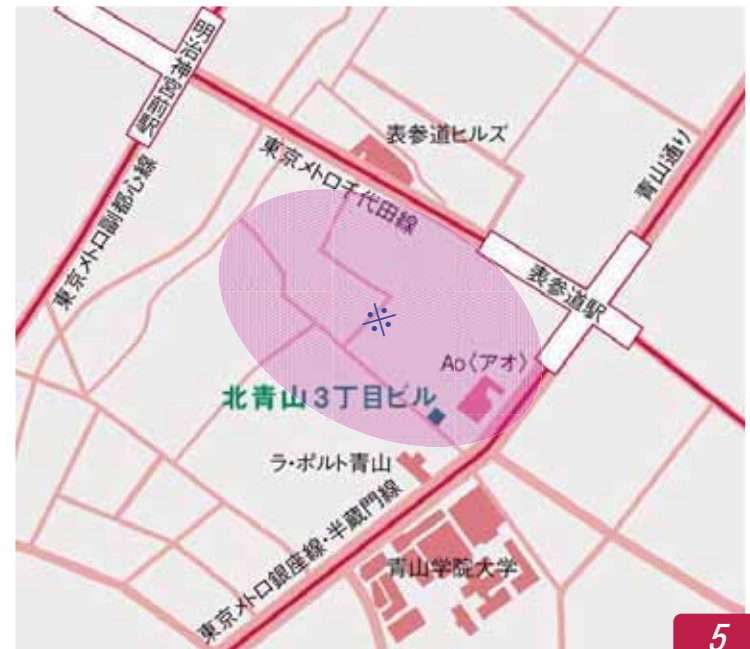 明治神宮前駅
表参道ヒルズ
東京メトロ千代田線
青山通り
東京メトロ副都心線
表参道駅
※
Ao〈アオ〉
北青山3丁目ビル
ラ・ポルト青山
東京メトロ銀座線・半蔵門線
青山学院大学
5